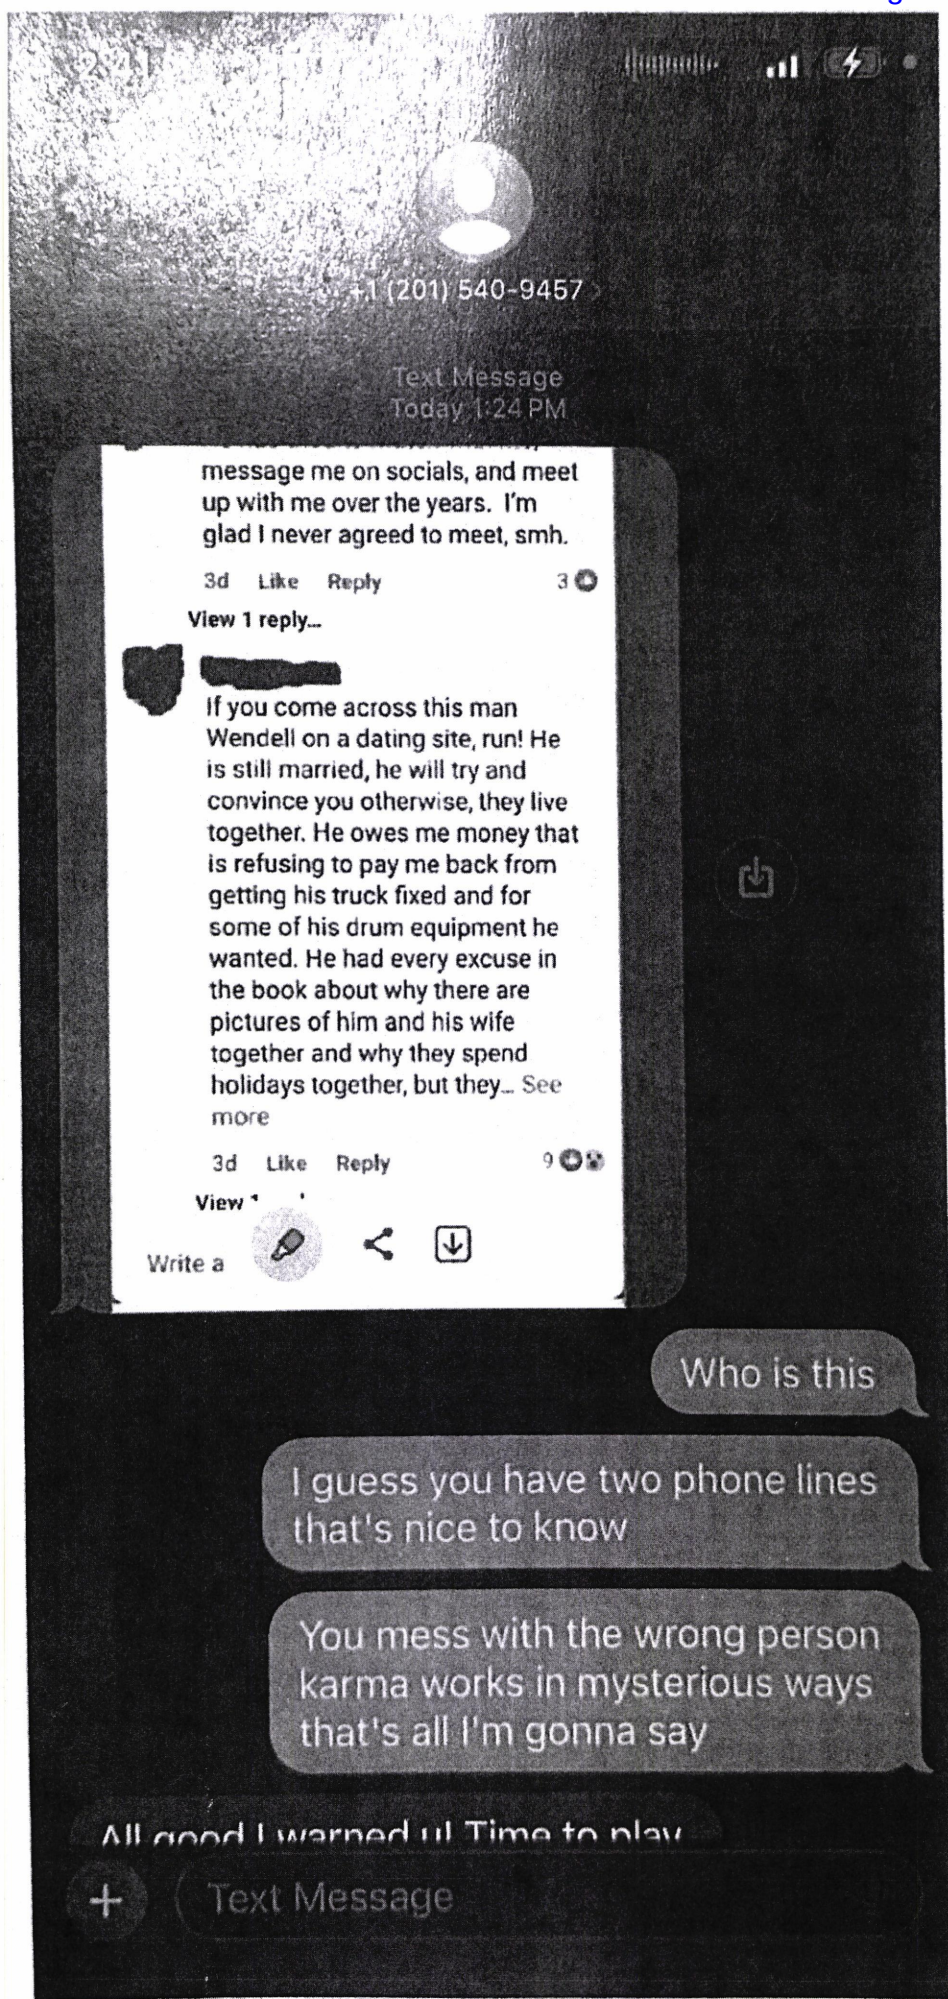 +1 (201) 540-9457
Text Message
Today 1:24 PM
message me on socials, and meet
up with me over the years. I'm
glad I never agreed to meet, smh.
3d Like Reply 3
View 1 reply...
If you come across this man
Wendell on a dating site, run! He
is still married, he will try and
convince you otherwise, they live
together. He owes me money that
is refusing to pay me back from
getting his truck fixed and for
some of his drum equipment he
wanted. He had every excuse in
the book about why there are
pictures of him and his wife
together and why they spend
holidays together, but they... See
more
3d Like Reply 9
View 1
Write a
Who is this
I guess you have two phone lines
that's nice to know
You mess with the wrong person
karma works in mysterious ways
that's all I'm gonna say
All good I warned u! Time to play
Text Message